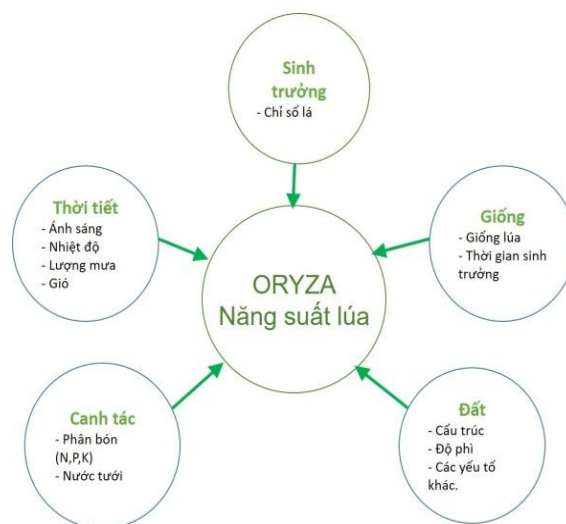 Sinh
trưởng
- Chỉ số lá
Thời tiết
- Ánh sáng
- Nhiệt độ
- Lượng mưa
- Gió
Giống
- Giống lúa
- Thời gian sinh
trưởng
ORYZA
Năng suất lúa
Canh tác
- Phân bón
(N,P,K)
- Nước tưới
Đất
- Cấu trúc
- Độ phì
- Các yếu tố
khác.